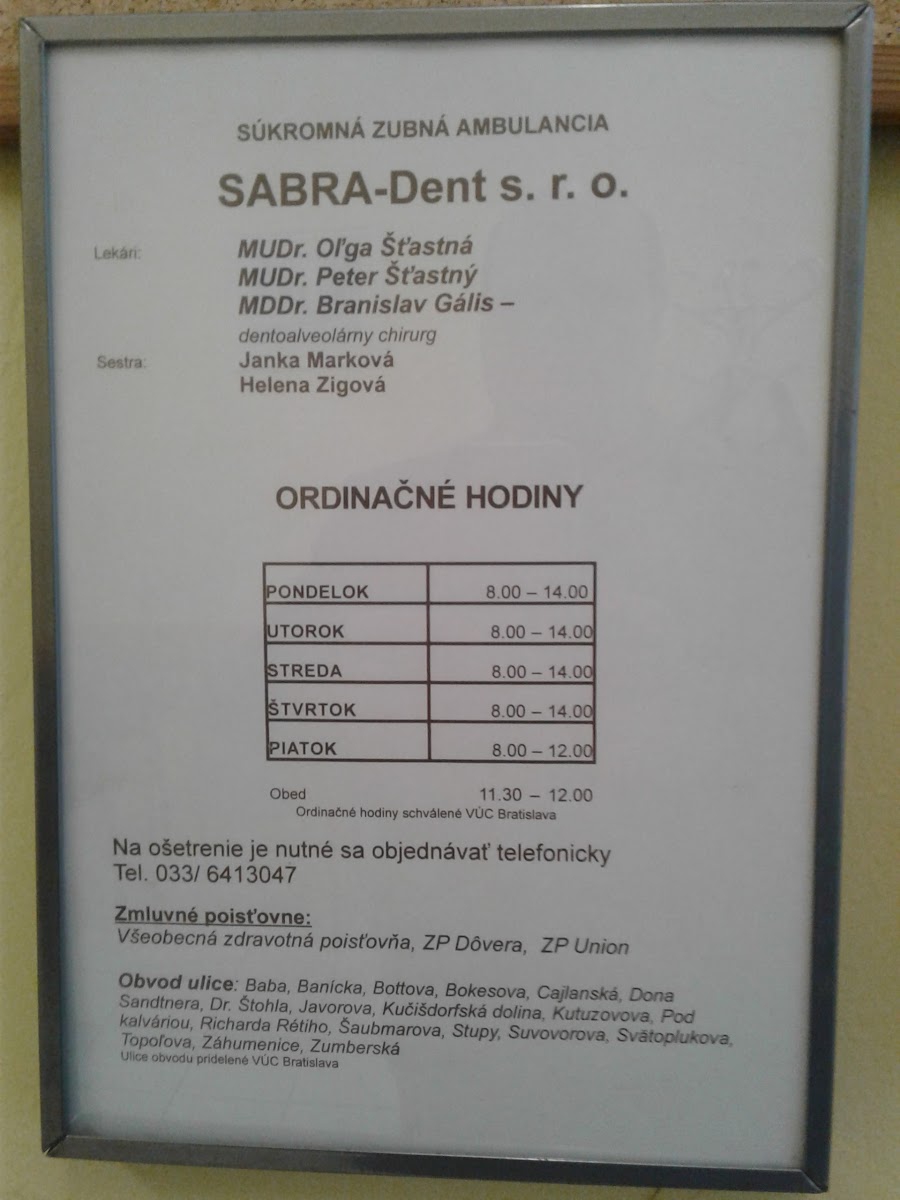 SÚKROMNÁ ZUBNÁ AMBULANCIA
SABRA-Dent s. r. o.
Lekári: MUDr. Oľga Šťastná
MUDr. Peter Šťastný
MDDr. Branislav Gális –
dentoalveolárny chirurg
Sestra: Janka Marková
Helena Zigová
ORDINAČNÉ HODINY
PONDELOK 8.00 – 14.00
UTOROK 8.00 – 14.00
STREDA 8.00 – 14.00
ŠTVRTOK 8.00 – 14.00
PIATOK 8.00 – 12.00
Obed 11.30 – 12.00
Ordinačné hodiny schválené VÚC Bratislava
Na ošetrenie je nutné sa objednávať telefonicky
Tel. 033/ 6413047
Zmluvné poisťovne:
Všeobecná zdravotná poisťovňa, ZP Dôvera, ZP Union
Obvod ulice: Baba, Banícka, Bottova, Bokesova, Cajlanská, Dona
Sandtnera, Dr. Štohla, Javorova, Kučišdorfská dolina, Kutuzovova, Pod
kalváriou, Richarda Rétiho, Šaubmarova, Stupy, Suvovorova, Svätoplukova,
Topoľova, Záhumenice, Zumberská
Ulice obvodu pridelené VÚC Bratislava